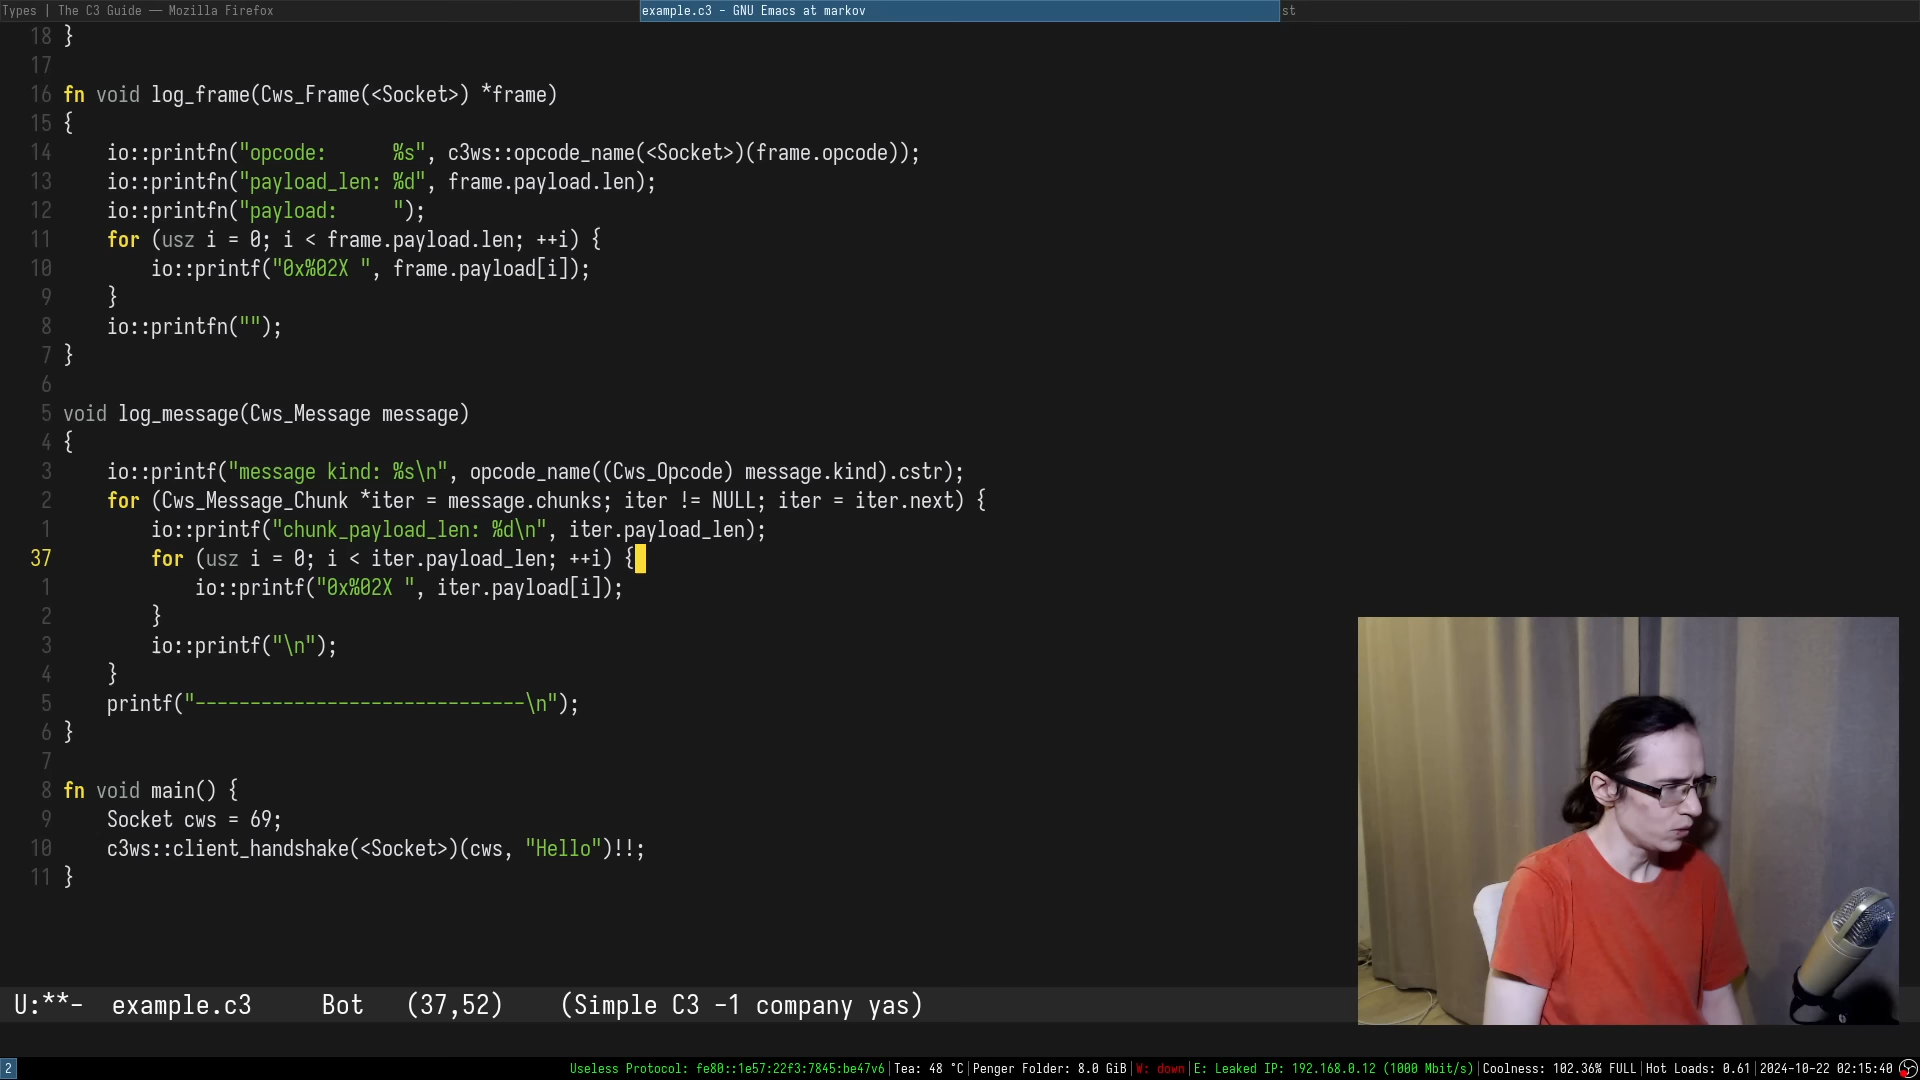 Types | The C3 Guide — Mozilla Firefox
example.c3 - GNU Emacs at markov
st
18 }
17
16 fn void log_frame(Cws_Frame(<Socket>) *frame)
15 {
14     io::printfn("opcode:      %s", c3ws::opcode_name(<Socket>)(frame.opcode));
13     io::printfn("payload_len: %d", frame.payload.len);
12     io::printfn("payload:     ");
11     for (usz i = 0; i < frame.payload.len; ++i) {
10         io::printf("0x%02X ", frame.payload[i]);
9     }
8     io::printfn("");
7 }
6
5 void log_message(Cws_Message message)
4 {
3     io::printf("message kind: %s\n", opcode_name((Cws_Opcode) message.kind).cstr);
2     for (Cws_Message_Chunk *iter = message.chunks; iter != NULL; iter = iter.next) {
1         io::printf("chunk_payload_len: %d\n", iter.payload_len);
37         for (usz i = 0; i < iter.payload_len; ++i) {
1             io::printf("0x%02X ", iter.payload[i]);
2         }
3         io::printf("\n");
4     }
5     printf("------------------------------\n");
6 }
7
8 fn void main() {
9     Socket cws = 69;
10     c3ws::client_handshake(<Socket>)(cws, "Hello")!!;
11 }
U:**-  example.c3      Bot   (37,52)    (Simple C3 -1 company yas)
2
Useless Protocol: fe80::1e57:22f3:7845:be47v6|Tea: 48 °C|Penger Folder: 8.0 GiB|W: down|E: Leaked IP: 192.168.0.12 (1000 Mbit/s)|Coolness: 102.36% FULL|Hot Loads: 0.61|2024-10-22 02:15:40